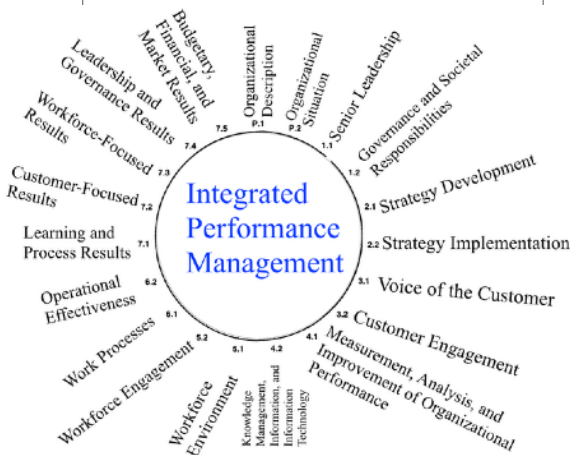 Integrated
Performance
Management
P.1
Organizational
Description
P.2
Organizational
Situation
1.1
Senior Leadership
1.2
Governance and Societal
Responsibilities
2.1
Strategy Development
2.2
Strategy Implementation
3.1
Voice of the Customer
3.2
Customer Engagement
4.1
Measurement, Analysis, and
Improvement of Organizational
Performance
4.2
Knowledge
Management,
Information, and
Information
Technology
5.1
Workforce
Environment
5.2
Workforce Engagement
6.1
Work Processes
6.2
Operational
Effectiveness
7.1
Learning and
Process Results
7.2
Customer-Focused
Results
7.3
Workforce-Focused
Results
7.4
Leadership and
Governance Results
7.5
Budgetary,
Financial, and
Market Results